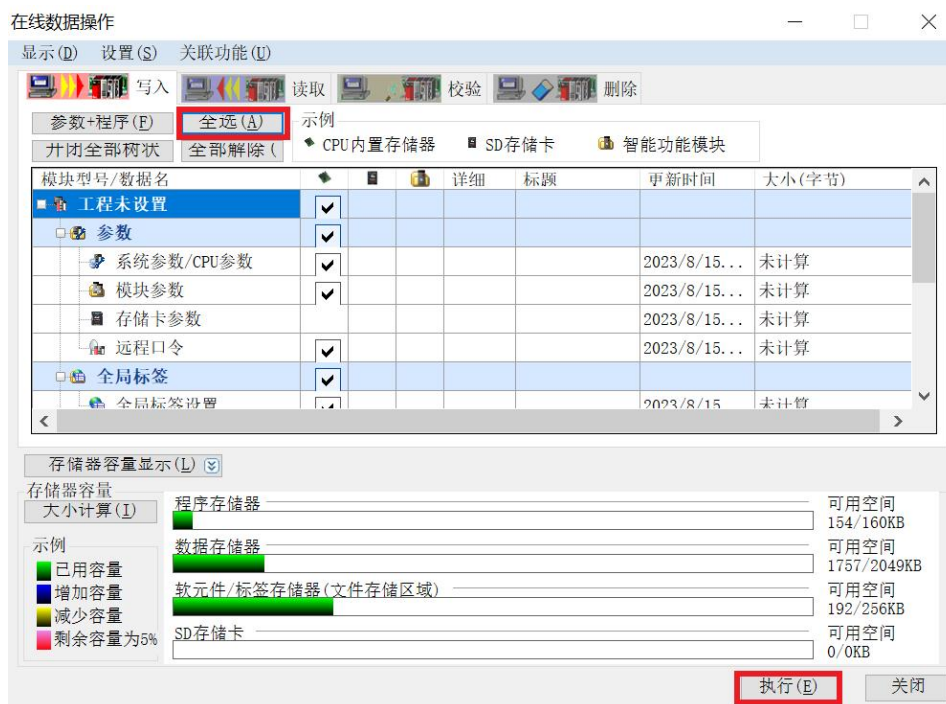 在线数据操作
显示(D) 设置(S) 关联功能(U)
写入 读取 校验 删除
参数+程序(F) 全选(A) 示例
开闭全部树状 全部解除( CPU内置存储器 SD存储卡 智能功能模块
模块型号/数据名 详细 标题 更新时间 大小(字节)
工程未设置
参数
系统参数/CPU参数 2023/8/15... 未计算
模块参数 2023/8/15... 未计算
存储卡参数 2023/8/15... 未计算
远程口令 2023/8/15... 未计算
全局标签
全局标签设置 2023/8/15 未计算
存储器容量显示(L)
存储器容量
大小计算(I) 程序存储器 可用空间
154/160KB
示例 数据存储器 可用空间
已用容量 1757/2049KB
增加容量 软元件/标签存储器(文件存储区域) 可用空间
减少容量 192/256KB
剩余容量为5% SD存储卡 可用空间
0/0KB
执行(E) 关闭